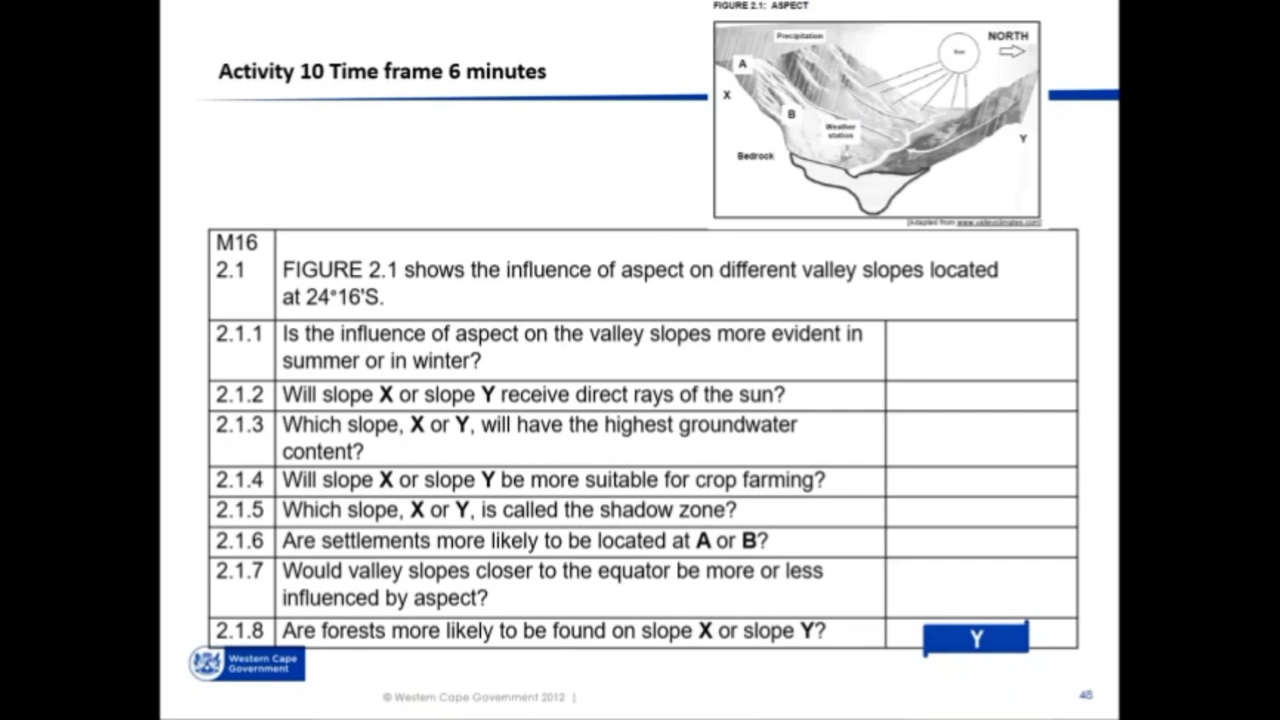 FIGURE 2.1: ASPECT
Precipitation
Sun
NORTH
A
X
B
Weather
station
Y
Bedrock
[Adapted from www.valleyclimates.com]
Activity 10 Time frame 6 minutes
M16
2.1 FIGURE 2.1 shows the influence of aspect on different valley slopes located
at 24°16'S.
2.1.1 Is the influence of aspect on the valley slopes more evident in
summer or in winter?
2.1.2 Will slope X or slope Y receive direct rays of the sun?
2.1.3 Which slope, X or Y, will have the highest groundwater
content?
2.1.4 Will slope X or slope Y be more suitable for crop farming?
2.1.5 Which slope, X or Y, is called the shadow zone?
2.1.6 Are settlements more likely to be located at A or B?
2.1.7 Would valley slopes closer to the equator be more or less
influenced by aspect?
2.1.8 Are forests more likely to be found on slope X or slope Y? Y
Western Cape
Government
© Western Cape Government 2012 |
48